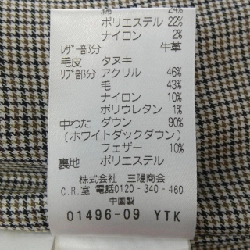 綿 24%
ポリエステル 22%
ナイロン 2%
レザー部分 牛革
毛皮 タヌキ
リブ部分 アクリル 46%
毛 43%
ナイロン 10%
ポリウレタン 1%
中わた ダウン 90%
(ホワイトダックダウン)
フェザー 10%
裏地 ポリエステル
株式会社 三陽商会
C.R.室 電話0120-340-460
中国製
01496-09 YTK